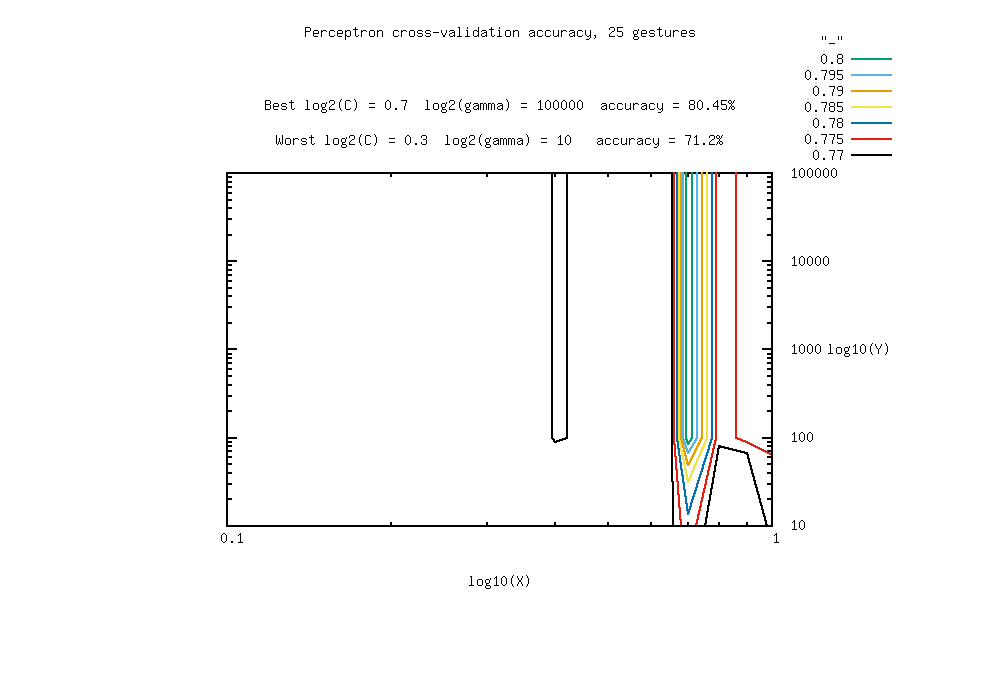 Perceptron cross-validation accuracy, 25 gestures
"_"
0.8
0.795
0.79
0.785
0.78
0.775
0.77
Best log2(C) = 0.7  log2(gamma) = 100000  accuracy = 80.45%
Worst log2(C) = 0.3  log2(gamma) = 10   accuracy = 71.2%
100000
10000
1000 log10(Y)
100
10
0.1 1
log10(X)